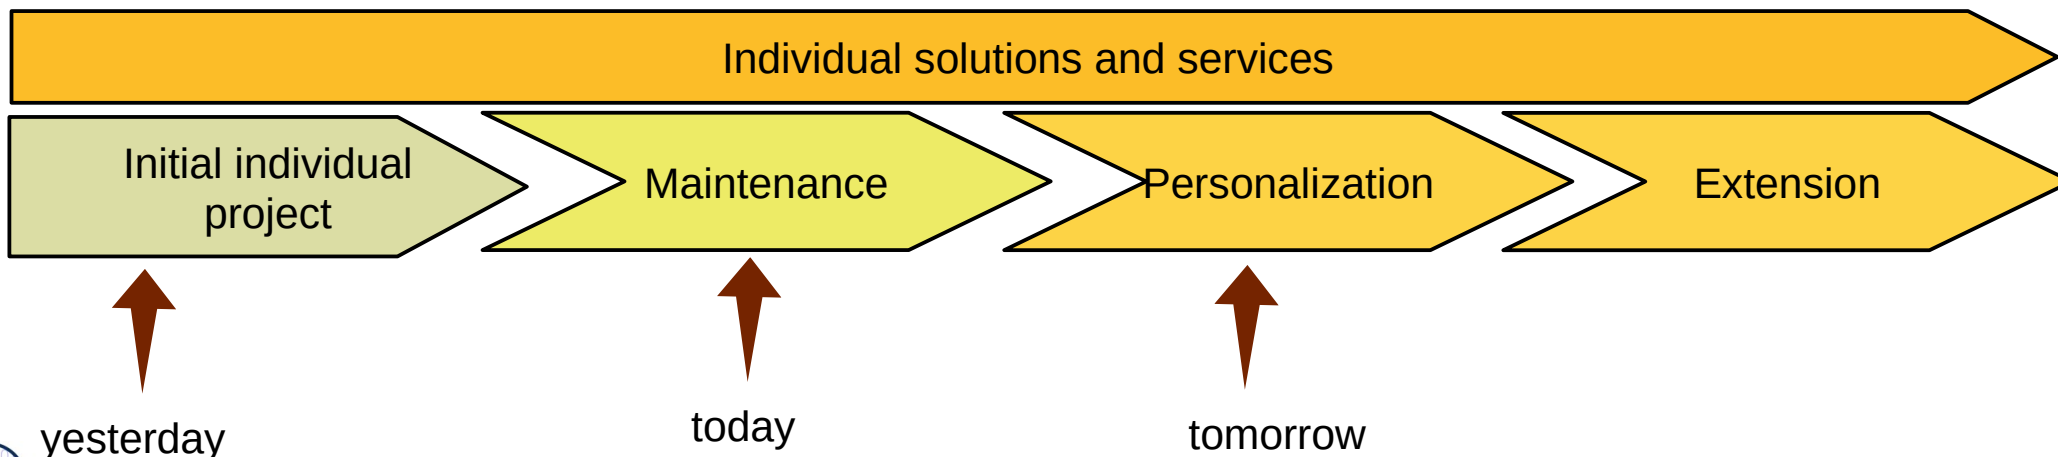 Individual solutions and services
Initial individual
project
Maintenance
Personalization
Extension
yesterday
today
tomorrow